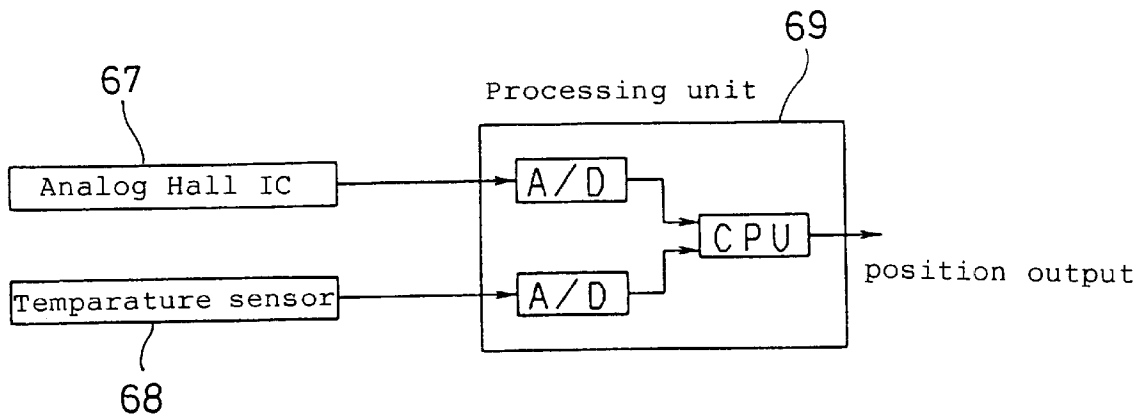 69
67
Processing unit
Analog Hall IC
A/D
CPU
position output
Temparature sensor
A/D
68